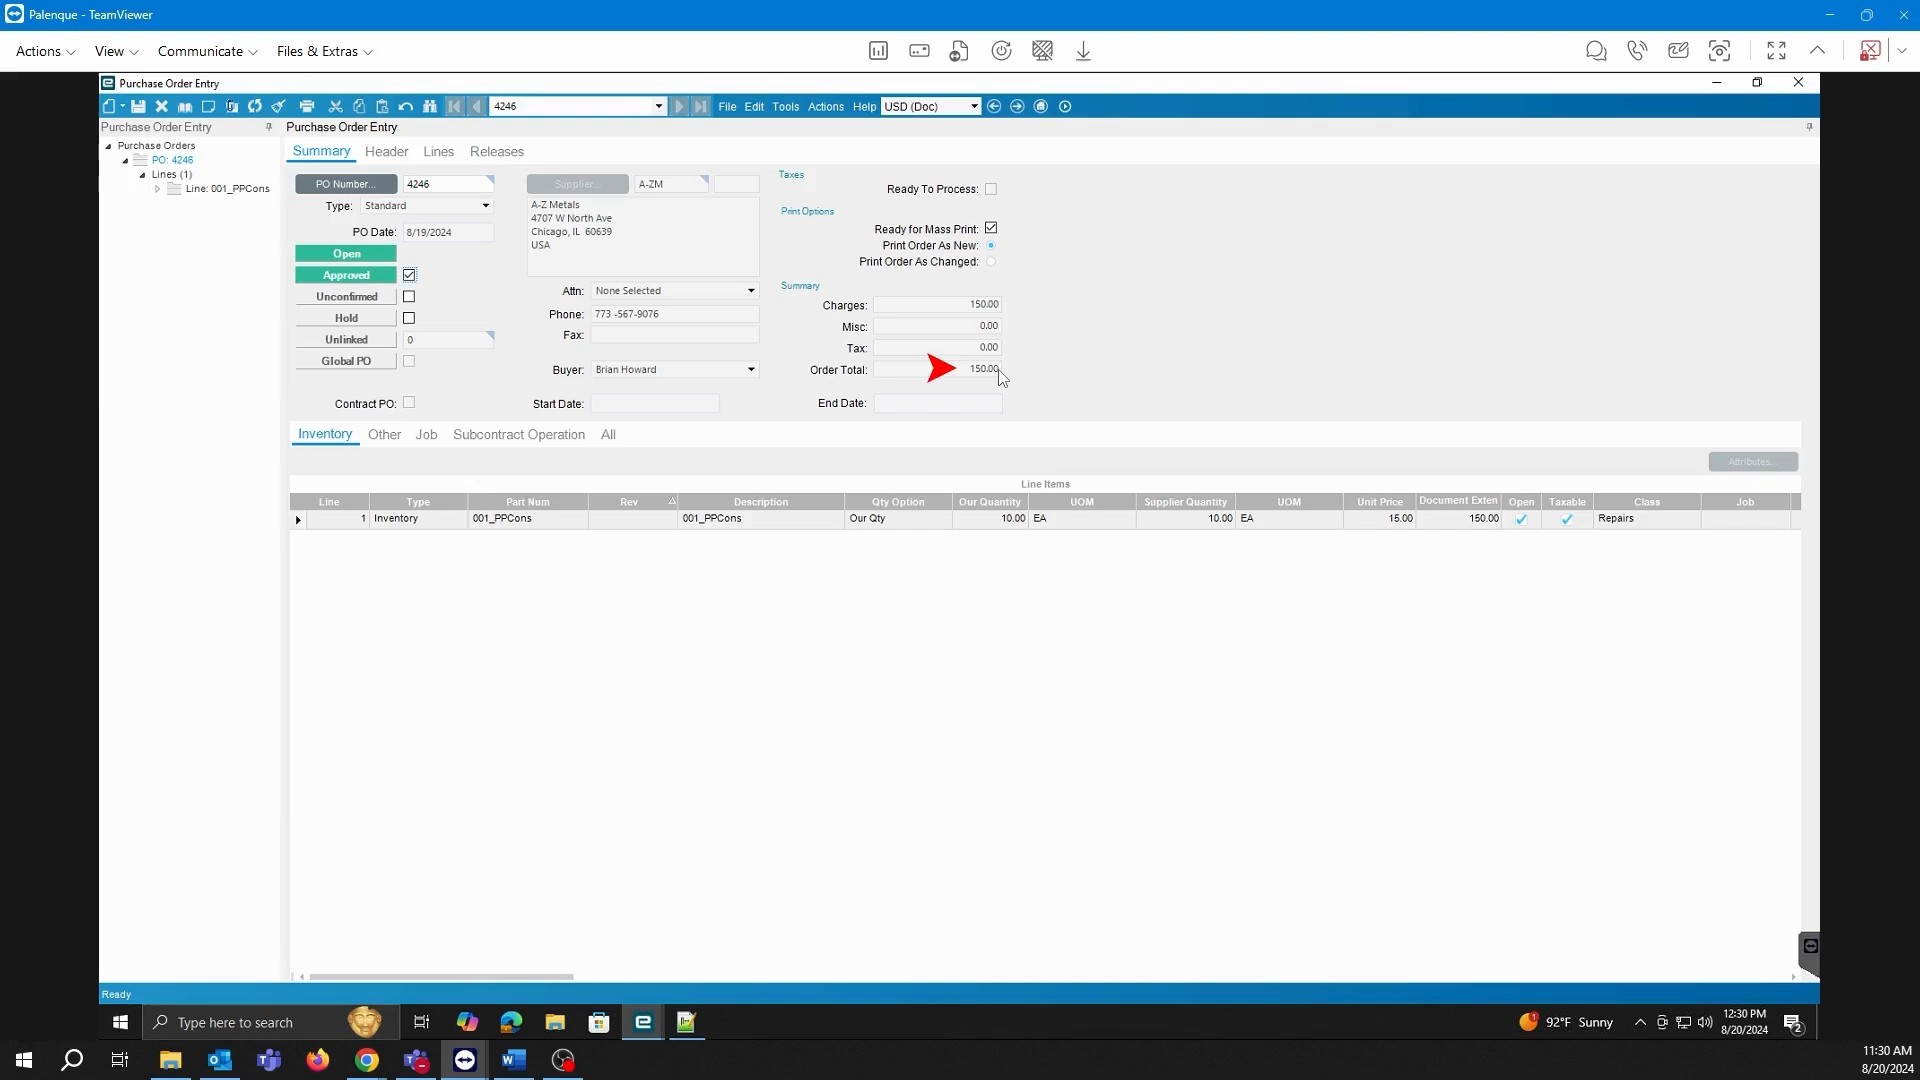 Palenque - TeamViewer
Actions View Communicate Files & Extras
Purchase Order Entry
4246 File Edit Tools Actions Help USD (Doc)
Purchase Order Entry
Purchase Orders
PO: 4246
Lines (1)
Line: 001_PPCons
Purchase Order Entry
Summary Header Lines Releases
PO Number... 4246
Type: Standard
PO Date: 8/19/2024
Open
Approved
Unconfirmed
Hold
Unlinked 0
Global PO
Contract PO:
Supplier... A-ZM
A-Z Metals
4707 W North Ave
Chicago, IL 60639
USA
Attn: None Selected
Phone: 773 -567-9076
Fax:
Buyer: Brian Howard
Start Date:
Taxes
Ready To Process:
Print Options
Ready for Mass Print:
Print Order As New:
Print Order As Changed:
Summary
Charges: 150.00
Misc: 0.00
Tax: 0.00
Order Total: 150.00
End Date:
Inventory Other Job Subcontract Operation All
Attributes...
Line Items
Line Type Part Num Rev Description Qty Option Our Quantity UOM Supplier Quantity UOM Unit Price Document Exten Open Taxable Class Job
1 Inventory 001_PPCons 001_PPCons Our Qty 10.00 EA 10.00 EA 15.00 150.00 Repairs
Ready
Type here to search
1 92°F Sunny
12:30 PM
8/20/2024
2
11:30 AM
8/20/2024